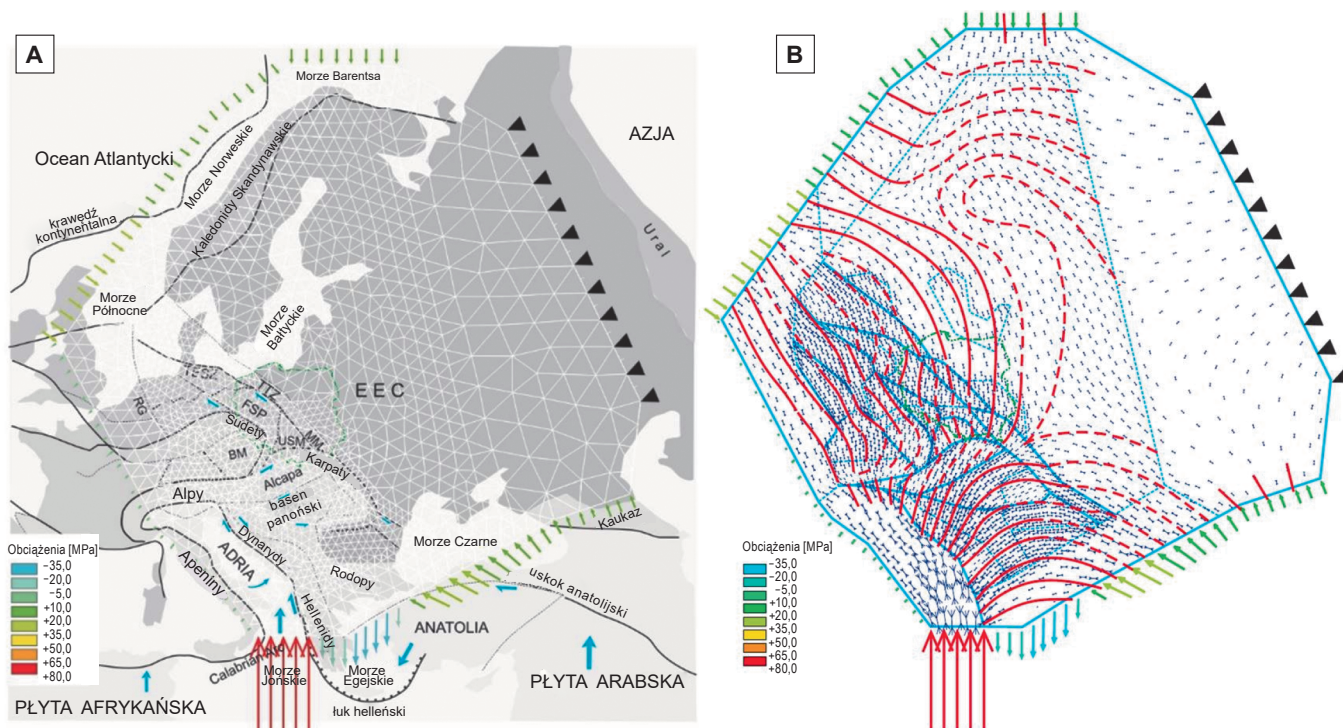 A
Morze Barentsa
AZJA
Ocean Atlantycki
Morze Norweskie
Kaledonidy Skandynawskie
krawędź
kontynentalna
Ural
Morze
Północne
Morze
Bałtyckie
TESZ
TTZ
E E C
RG
FSP
Sudety
USM
MM
BM
Karpaty
Alcapa
Alpy
basen
panoński
Kaukaz
Obciążenia [MPa]
−35,0
−20,0
−5,0
+10,0
+20,0
+35,0
+50,0
+65,0
+80,0
Dynarydy
ADRIA
Morze Czarne
Apeniny
Rodopy
uskok anatolijski
Hellenidy
ANATOLIA
Calabrian Arc
Morze
Jońskie
Morze
Egejskie
PŁYTA ARABSKA
PŁYTA AFRYKAŃSKA
łuk helleński
B
Obciążenia [MPa]
−35,0
−20,0
−5,0
+10,0
+20,0
+35,0
+50,0
+65,0
+80,0